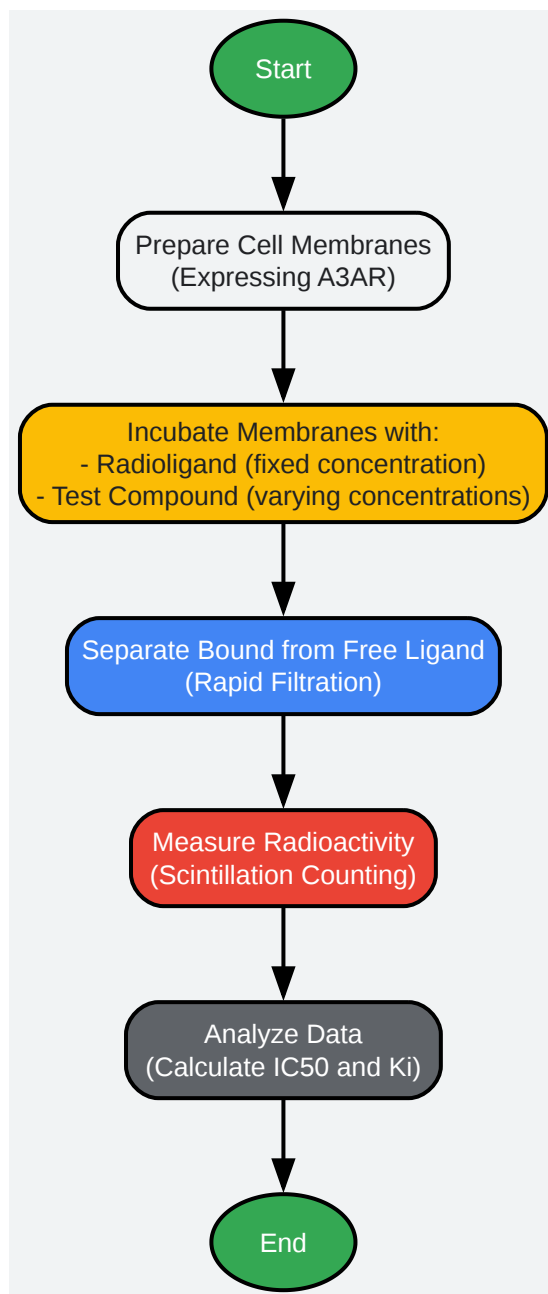 Start
Prepare Cell Membranes
(Expressing A3AR)
Incubate Membranes with:
- Radioligand (fixed concentration)
- Test Compound (varying concentrations)
Separate Bound from Free Ligand
(Rapid Filtration)
Measure Radioactivity
(Scintillation Counting)
Analyze Data
(Calculate IC50 and Ki)
End